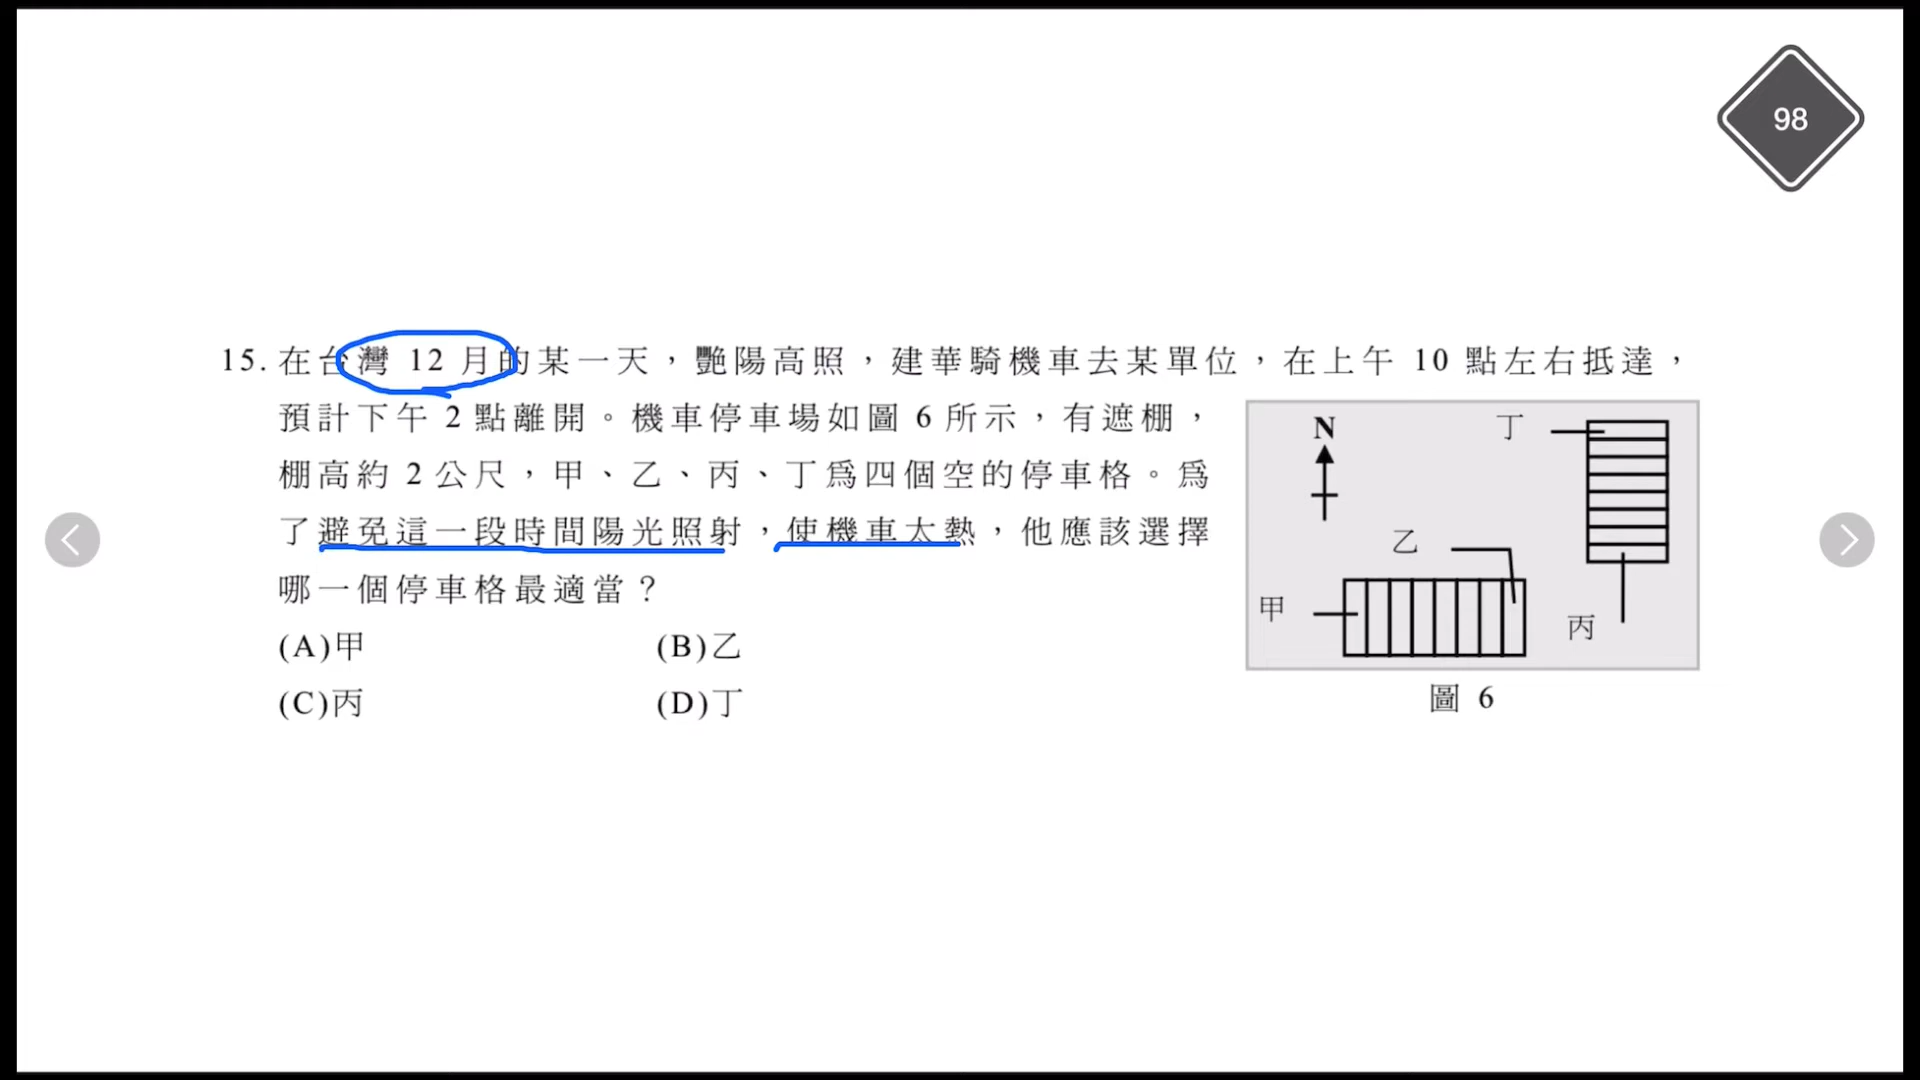 98
15. 在台灣 12 月的某一天，艷陽高照，建華騎機車去某單位，在上午 10 點左右抵達，
預計下午 2 點離開。機車停車場如圖 6 所示，有遮棚，
棚高約 2 公尺，甲、乙、丙、丁爲四個空的停車格。爲
了避免這一段時間陽光照射，使機車太熱，他應該選擇
哪一個停車格最適當？
(A)甲 (B)乙
(C)丙 (D)丁
N
丁
乙
甲
丙
圖 6